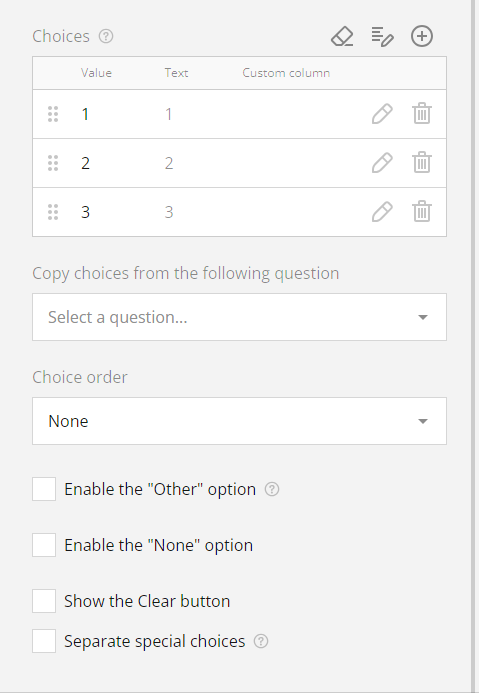 Choices ?
Value Text Custom column
1 1
2 2
3 3
Copy choices from the following question
Select a question...
Choice order
None
Enable the "Other" option ?
Enable the "None" option
Show the Clear button
Separate special choices ?